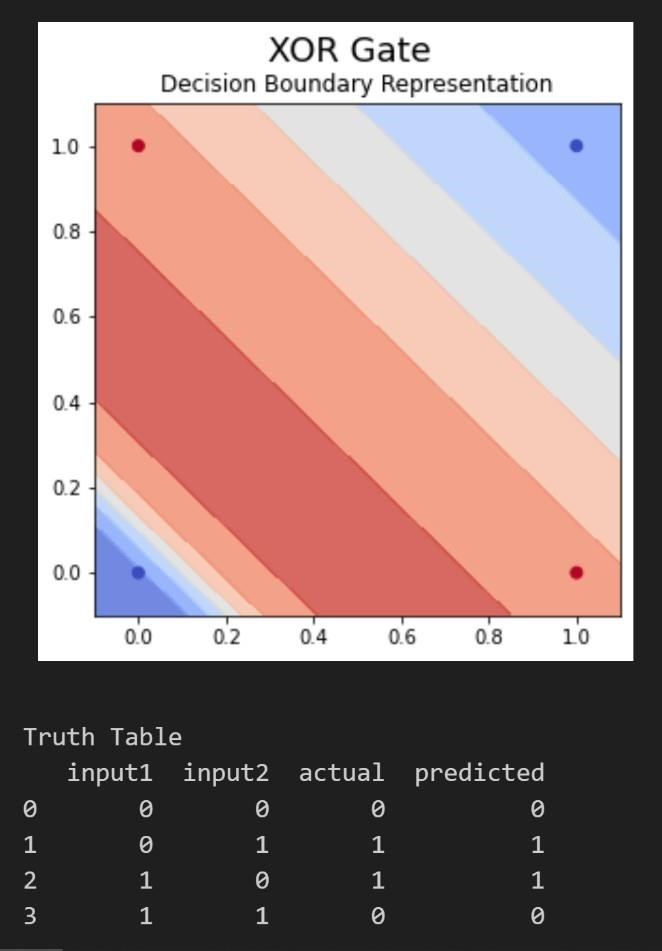 XOR Gate
Decision Boundary Representation
1.0
0.8
0.6
0.4
0.2
0.0
0.0 0.2 0.4 0.6 0.8 1.0
Truth Table
input1 input2 actual predicted
0 0 0 0 0
1 0 1 1 1
2 1 0 1 1
3 1 1 0 0